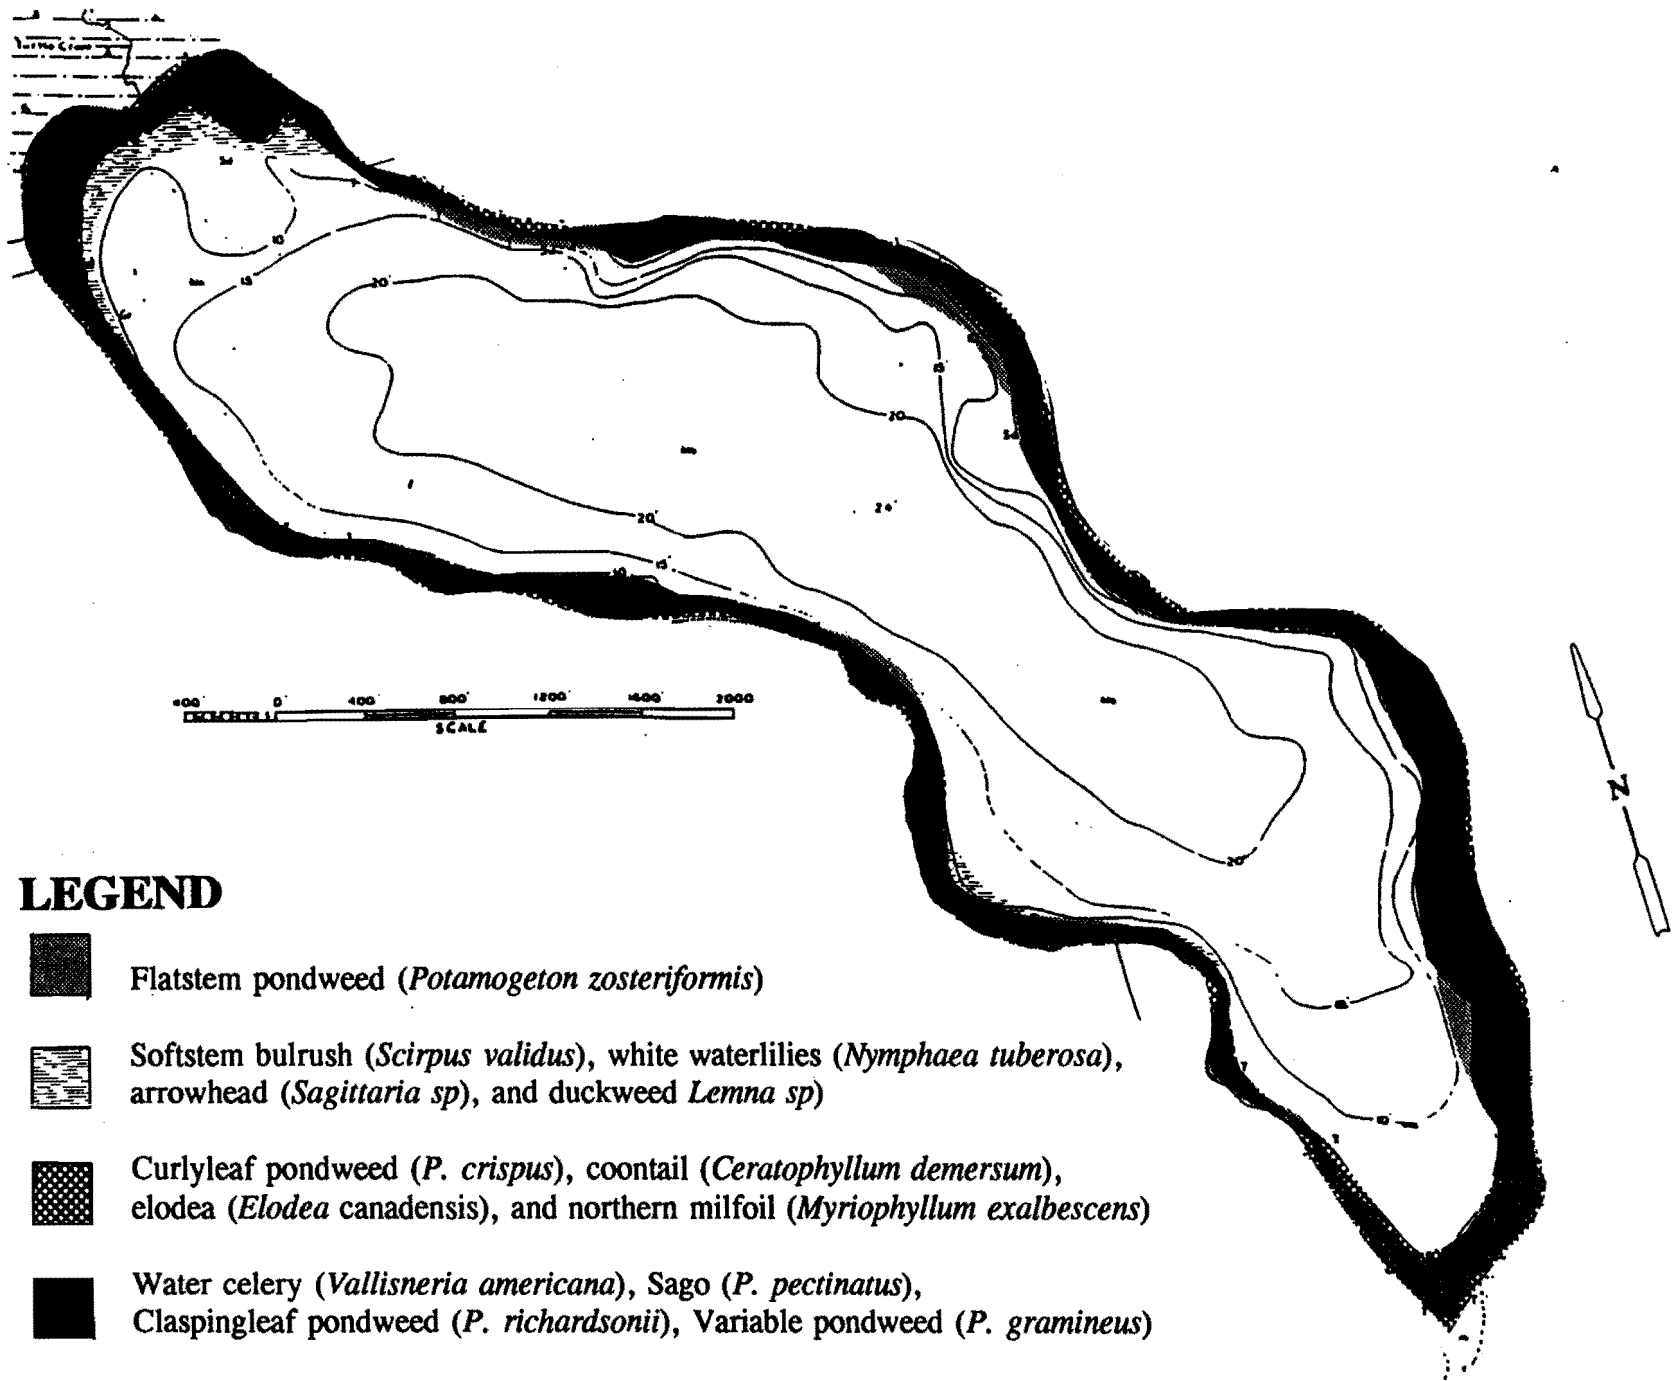 Sd
10
15
20'
15
20
Sd
24'
20'
15'
10
400' 0' 400' 800' 1200' 1600' 2000
SCALE
N
20'
10
LEGEND
Flatstem pondweed (Potamogeton zosteriformis)
Softstem bulrush (Scirpus validus), white waterlilies (Nymphaea tuberosa),
arrowhead (Sagittaria sp), and duckweed Lemna sp)
Curlyleaf pondweed (P. crispus), coontail (Ceratophyllum demersum),
elodea (Elodea canadensis), and northern milfoil (Myriophyllum exalbescens)
Water celery (Vallisneria americana), Sago (P. pectinatus),
Claspingleaf pondweed (P. richardsonii), Variable pondweed (P. gramineus)